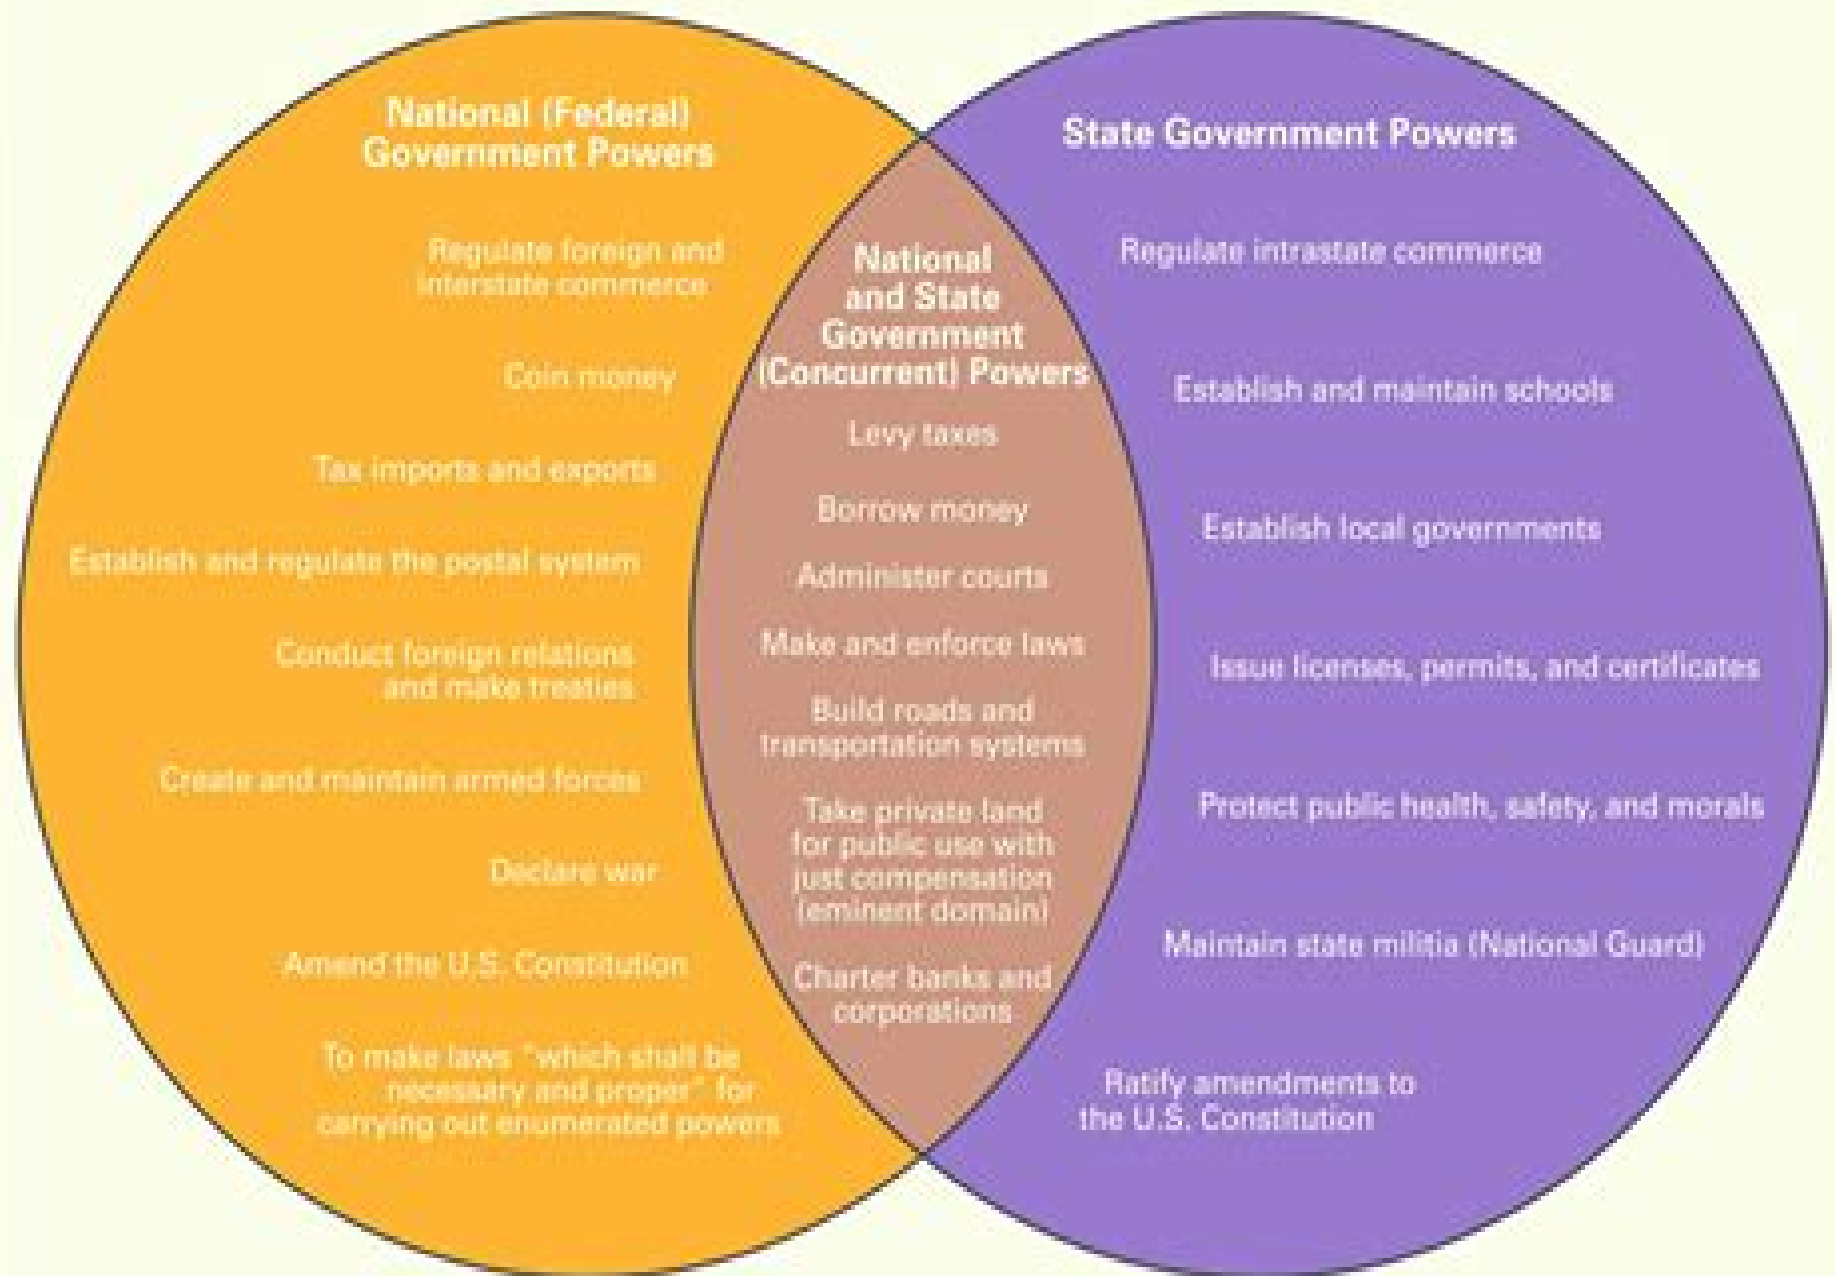 National (Federal)
Government Powers
Regulate foreign and
interstate commerce
Coin money
Tax imports and exports
Establish and regulate the postal system
Conduct foreign relations
and make treaties
Create and maintain armed forces
Declare war
Amend the U.S. Constitution
To make laws "which shall be
necessary and proper" for
carrying out enumerated powers
National
and State
Government
(Concurrent) Powers
Levy taxes
Borrow money
Administer courts
Make and enforce laws
Build roads and
transportation systems
Take private land
for public use with
just compensation
(eminent domain)
Charter banks and
corporations
State Government Powers
Regulate intrastate commerce
Establish and maintain schools
Establish local governments
Issue licenses, permits, and certificates
Protect public health, safety, and morals
Maintain state militia (National Guard)
Ratify amendments to
the U.S. Constitution